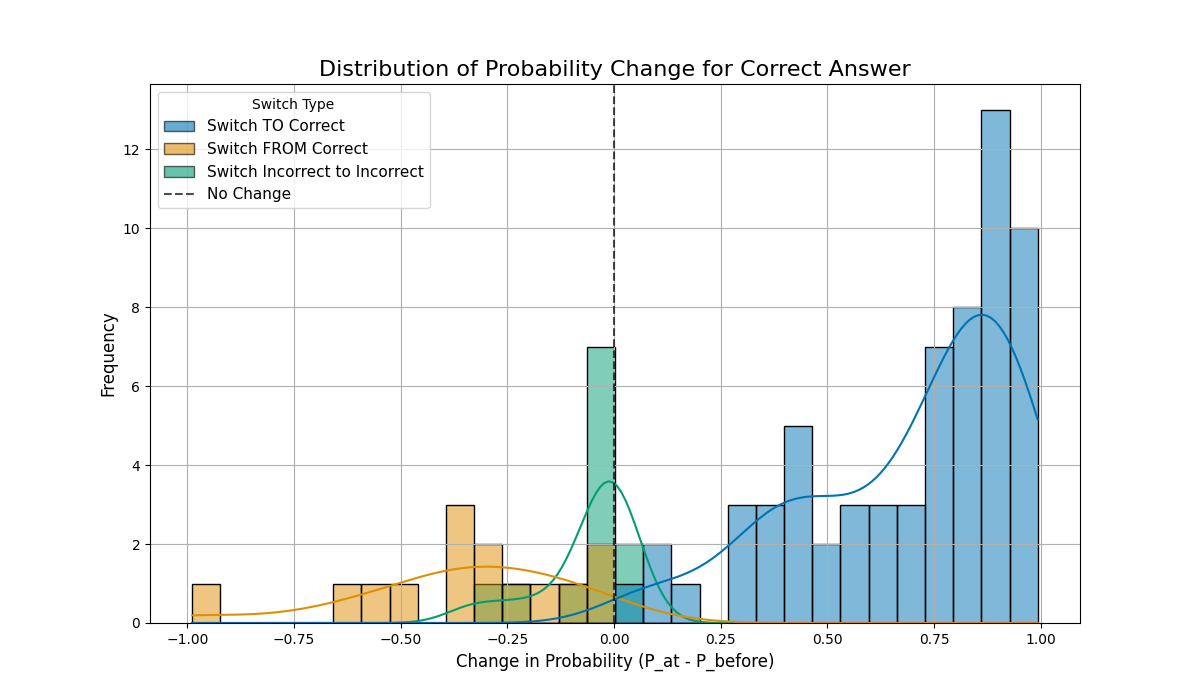 Distribution of Probability Change for Correct Answer
Switch Type
Switch TO Correct
Switch FROM Correct
Switch Incorrect to Incorrect
No Change
Frequency
12
10
8
6
4
2
0
−1.00 −0.75 −0.50 −0.25 0.00 0.25 0.50 0.75 1.00
Change in Probability (P_at - P_before)